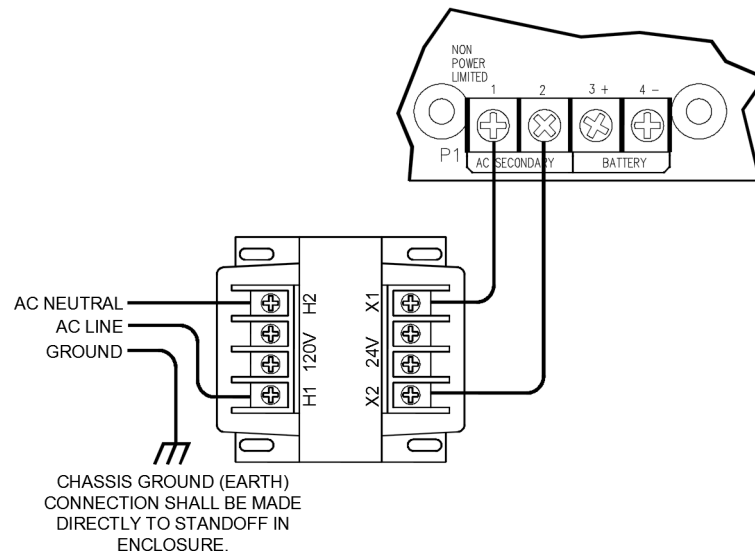 NON
POWER
LIMITED
1 2 3 + 4 -
P1
AC SECONDARY BATTERY
AC NEUTRAL
AC LINE
GROUND
H2
120V
H1
X1
24V
X2
CHASSIS GROUND (EARTH)
CONNECTION SHALL BE MADE
DIRECTLY TO STANDOFF IN
ENCLOSURE.